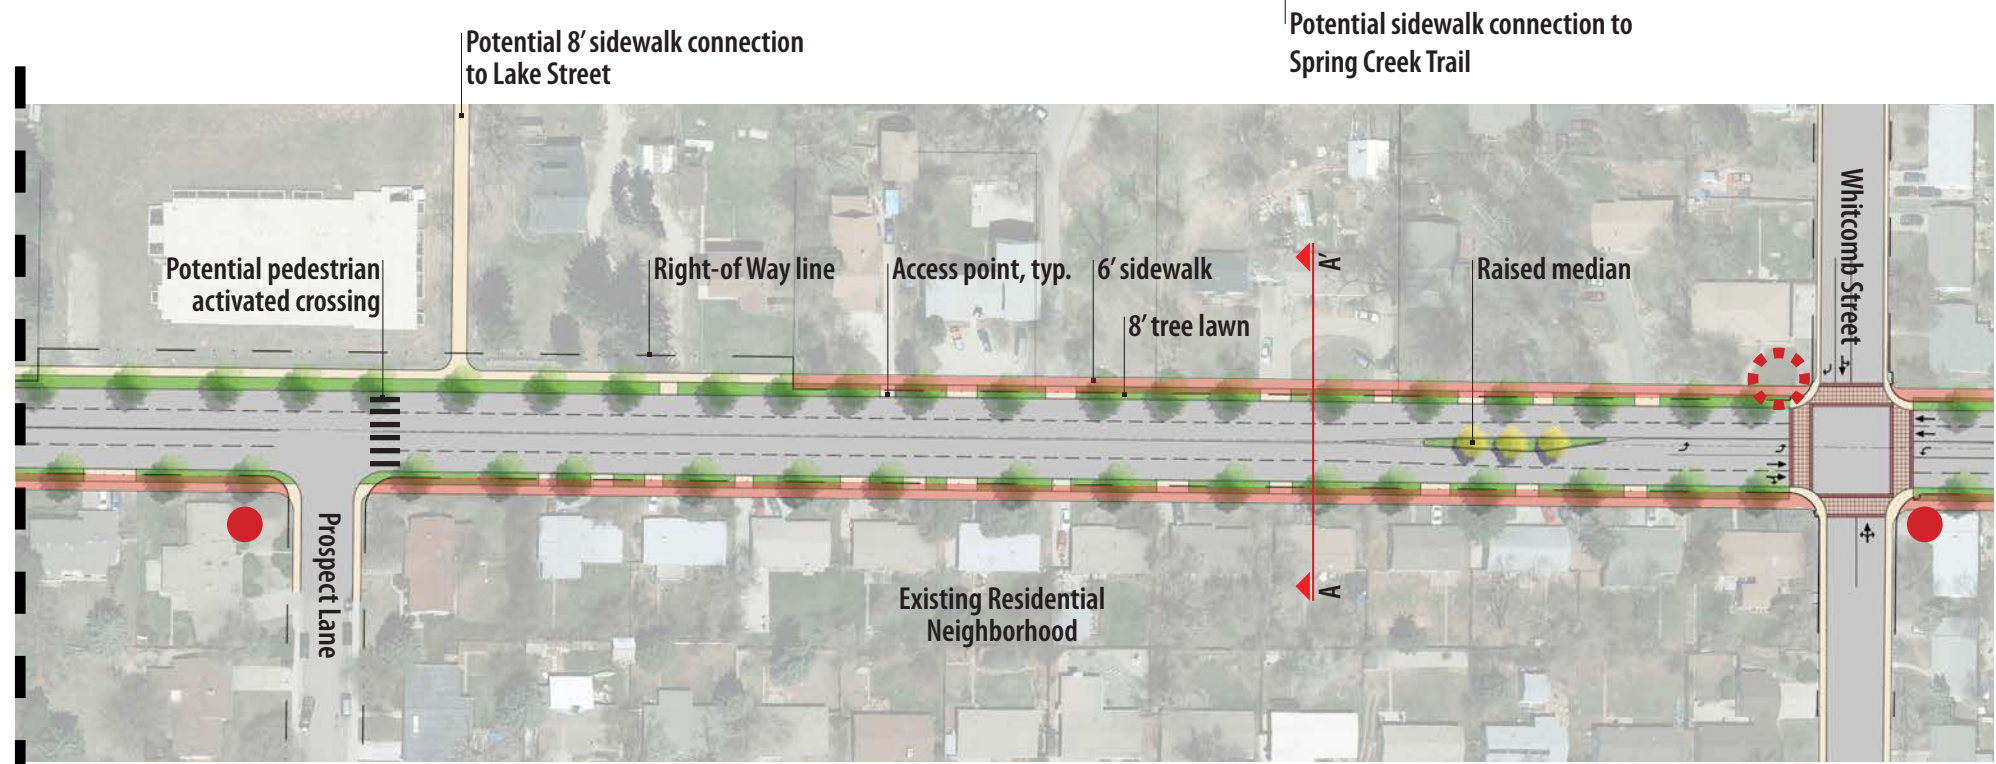 Potential sidewalk connection to
Spring Creek Trail
Potential 8’ sidewalk connection
to Lake Street
Potential pedestrian
activated crossing
Right-of Way line
Access point, typ.
6’ sidewalk
8’ tree lawn
A’
Raised median
Whitcomb Street
Prospect Lane
Existing Residential
Neighborhood
A